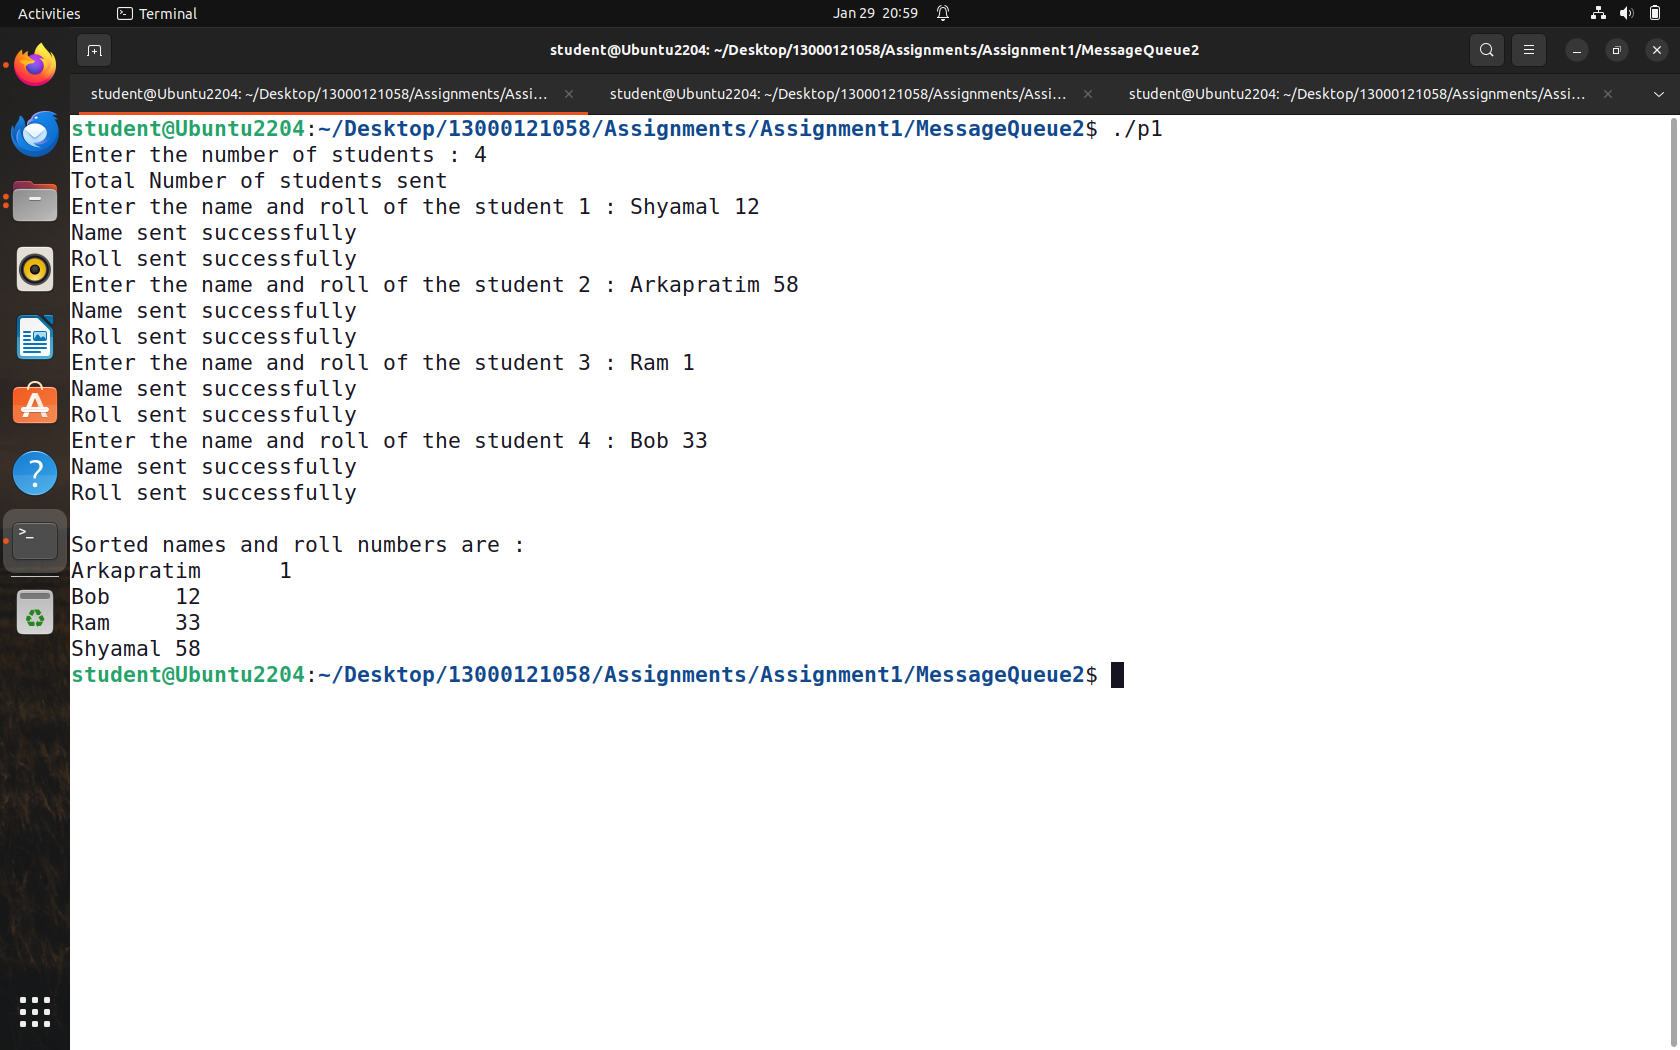 Activities Terminal Jan 29 20:59
student@Ubuntu2204: ~/Desktop/13000121058/Assignments/Assignment1/MessageQueue2
student@Ubuntu2204: ~/Desktop/13000121058/Assignments/Assi... student@Ubuntu2204: ~/Desktop/13000121058/Assignments/Assi... student@Ubuntu2204: ~/Desktop/13000121058/Assignments/Assi...
student@Ubuntu2204:~/Desktop/13000121058/Assignments/Assignment1/MessageQueue2$ ./p1
Enter the number of students : 4
Total Number of students sent
Enter the name and roll of the student 1 : Shyamal 12
Name sent successfully
Roll sent successfully
Enter the name and roll of the student 2 : Arkapratim 58
Name sent successfully
Roll sent successfully
Enter the name and roll of the student 3 : Ram 1
Name sent successfully
Roll sent successfully
Enter the name and roll of the student 4 : Bob 33
Name sent successfully
Roll sent successfully
Sorted names and roll numbers are :
Arkapratim 1
Bob 12
Ram 33
Shyamal 58
student@Ubuntu2204:~/Desktop/13000121058/Assignments/Assignment1/MessageQueue2$